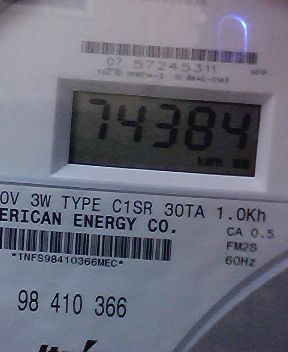 07 57245311
74384
kWh
0V 3W TYPE C1SR 30TA 1.0Kh
ERICAN ENERGY CO.
CA 0.5
FM2S
60Hz
*1NFS98410366MEC*
98 410 366